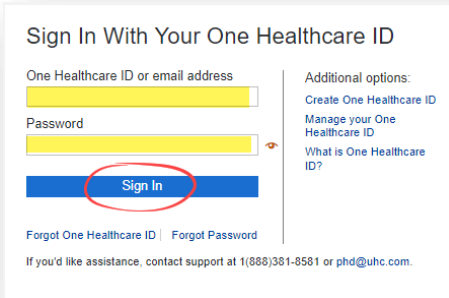 Sign In With Your One Healthcare ID
One Healthcare ID or email address
Password
Sign In
Forgot One Healthcare ID | Forgot Password
Additional options:
Create One Healthcare ID
Manage your One
Healthcare ID
What is One Healthcare
ID?
If you'd like assistance, contact support at 1(888)381-8581 or phd@uhc.com.